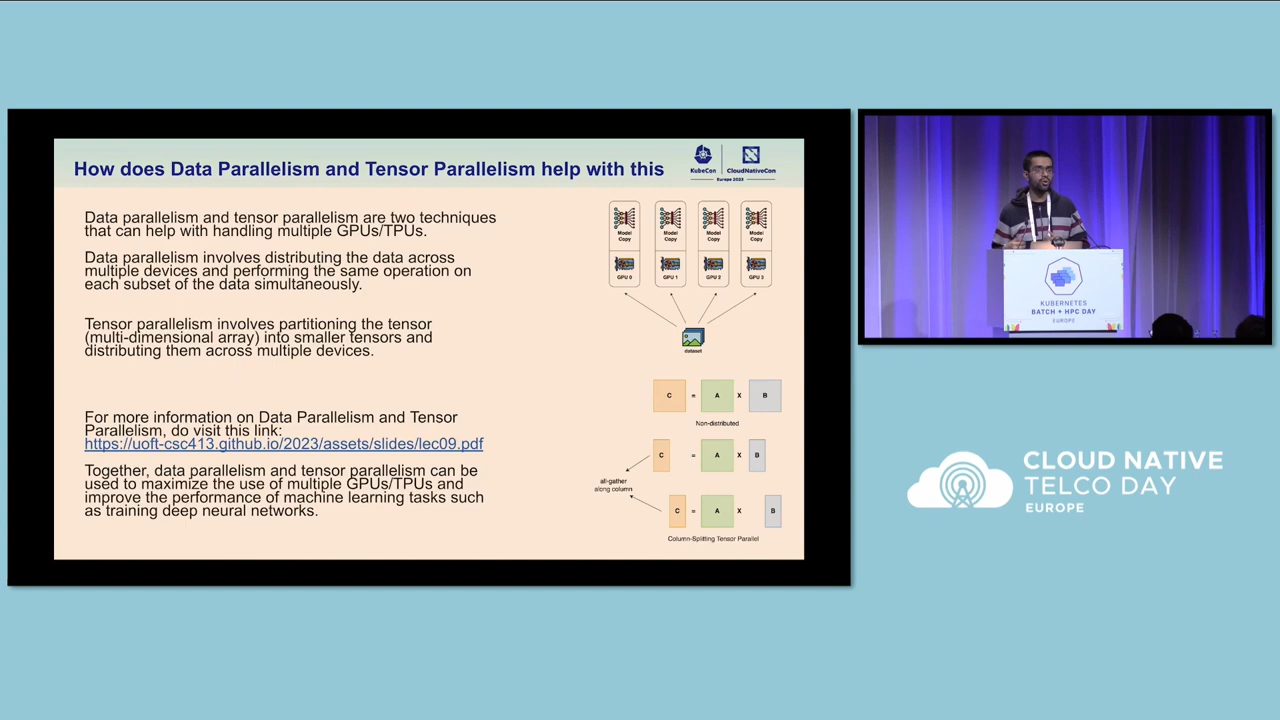 How does Data Parallelism and Tensor Parallelism help with this
KubeCon
CloudNativeCon
Europe 2023
Data parallelism and tensor parallelism are two techniques
that can help with handling multiple GPUs/TPUs.
Data parallelism involves distributing the data across
multiple devices and performing the same operation on
each subset of the data simultaneously.
Tensor parallelism involves partitioning the tensor
(multi-dimensional array) into smaller tensors and
distributing them across multiple devices.
For more information on Data Parallelism and Tensor
Parallelism, do visit this link:
https://uoft-csc413.github.io/2023/assets/slides/lec09.pdf
Together, data parallelism and tensor parallelism can be
used to maximize the use of multiple GPUs/TPUs and
improve the performance of machine learning tasks such
as training deep neural networks.
Model Copy
Model Copy
Model Copy
Model Copy
GPU 0
GPU 1
GPU 2
GPU 3
dataset
C = A X B
Non-distributed
C = A X B
all-gather
along column
C = A X B
Column-Splitting Tensor Parallel
KUBERNETES
BATCH + HPC DAY
EUROPE
CLOUD NATIVE
TELCO DAY
EUROPE